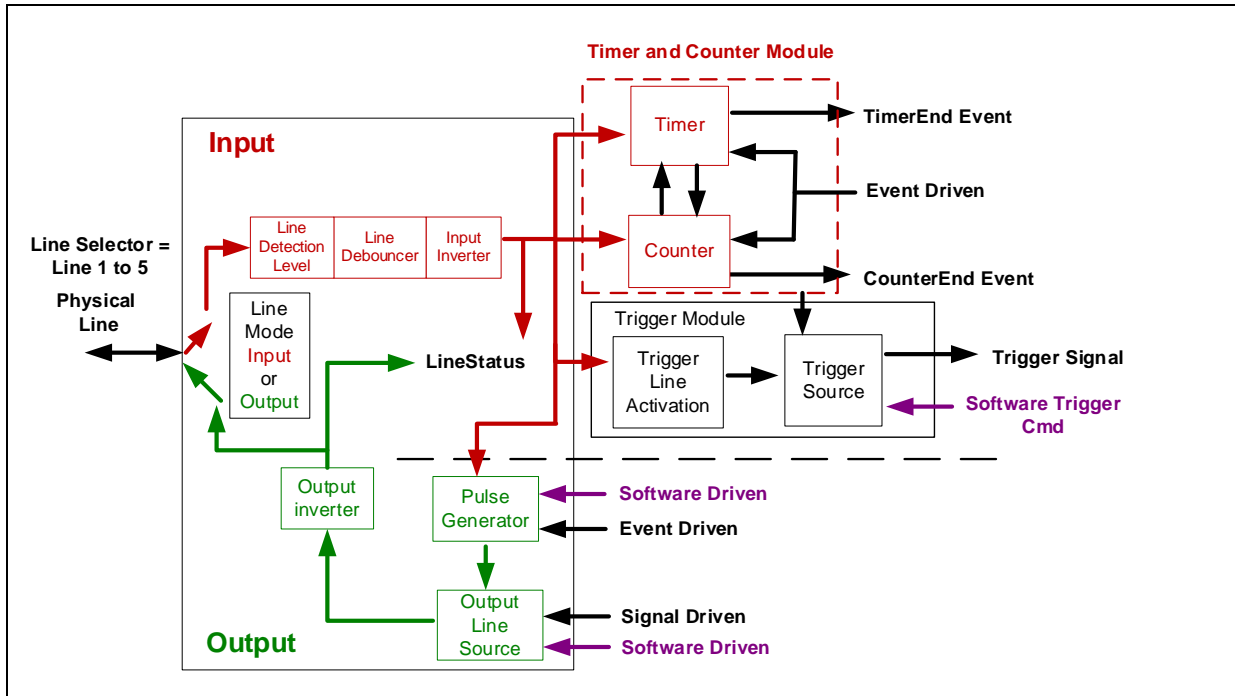 Timer and Counter Module
Input
Timer
TimerEnd Event
Event Driven
Line Selector =
Line 1 to 5
Physical
Line
Line
Detection
Level
Line
Debouncer
Input
Inverter
Counter
CounterEnd Event
Line
Mode
Input
or
Output
LineStatus
Trigger Module
Trigger
Line
Activation
Trigger
Source
Trigger Signal
Software Trigger
Cmd
Output
inverter
Pulse
Generator
Software Driven
Event Driven
Output
Output
Line
Source
Signal Driven
Software Driven